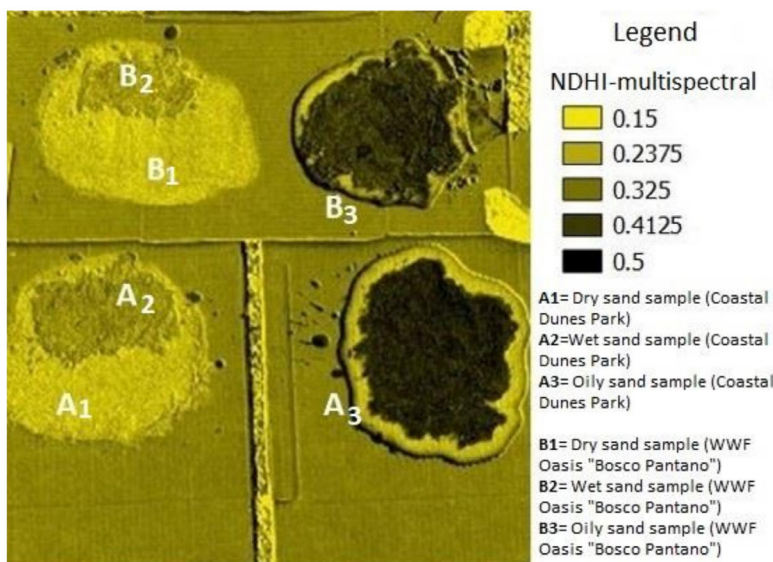 Legend
NDHI-multispectral
0.15
0.2375
0.325
0.4125
0.5
B2
B1
B3
A2
A1
A3
A1= Dry sand sample (Coastal
Dunes Park)
A2=Wet sand sample (Coastal
Dunes Park)
A3= Oily sand sample (Coastal
Dunes Park)
B1= Dry sand sample (WWF
Oasis "Bosco Pantano")
B2= Wet sand sample (WWF
Oasis "Bosco Pantano")
B3= Oily sand sample (WWF
Oasis "Bosco Pantano")